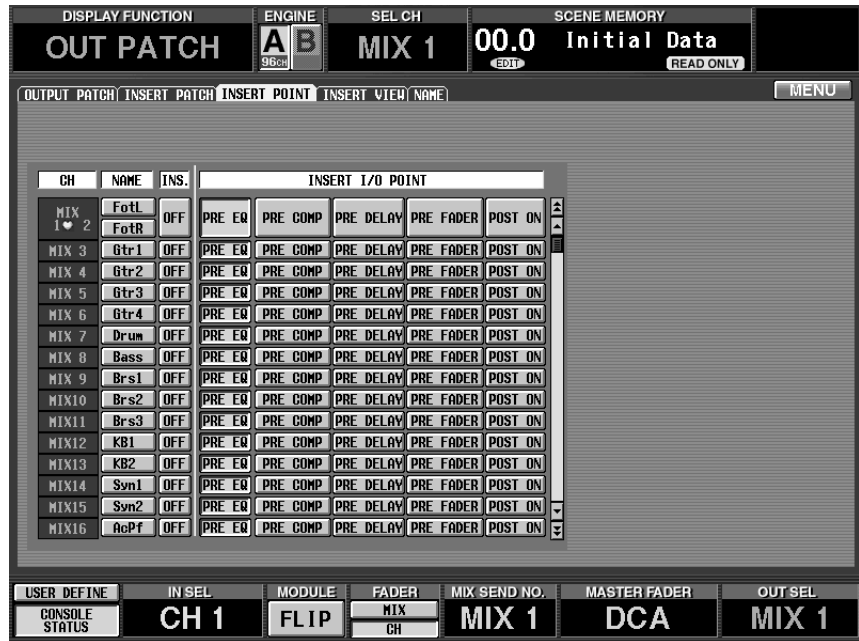 DISPLAY FUNCTION ENGINE SEL CH SCENE MEMORY
OUT PATCH A B 96CH MIX 1 00.0 EDIT Initial Data READ ONLY
OUTPUT PATCH INSERT PATCH INSERT POINT INSERT VIEW NAME MENU
CH NAME INS. INSERT I/O POINT
MIX 1 ♥ 2 FotL FotR OFF PRE EQ PRE COMP PRE DELAY PRE FADER POST ON
MIX 3 Gtr1 OFF PRE EQ PRE COMP PRE DELAY PRE FADER POST ON
MIX 4 Gtr2 OFF PRE EQ PRE COMP PRE DELAY PRE FADER POST ON
MIX 5 Gtr3 OFF PRE EQ PRE COMP PRE DELAY PRE FADER POST ON
MIX 6 Gtr4 OFF PRE EQ PRE COMP PRE DELAY PRE FADER POST ON
MIX 7 Drum OFF PRE EQ PRE COMP PRE DELAY PRE FADER POST ON
MIX 8 Bass OFF PRE EQ PRE COMP PRE DELAY PRE FADER POST ON
MIX 9 Brs1 OFF PRE EQ PRE COMP PRE DELAY PRE FADER POST ON
MIX10 Brs2 OFF PRE EQ PRE COMP PRE DELAY PRE FADER POST ON
MIX11 Brs3 OFF PRE EQ PRE COMP PRE DELAY PRE FADER POST ON
MIX12 KB1 OFF PRE EQ PRE COMP PRE DELAY PRE FADER POST ON
MIX13 KB2 OFF PRE EQ PRE COMP PRE DELAY PRE FADER POST ON
MIX14 Syn1 OFF PRE EQ PRE COMP PRE DELAY PRE FADER POST ON
MIX15 Syn2 OFF PRE EQ PRE COMP PRE DELAY PRE FADER POST ON
MIX16 AcPf OFF PRE EQ PRE COMP PRE DELAY PRE FADER POST ON
USER DEFINE IN SEL MODULE FADER MIX SEND NO. MASTER FADER OUT SEL
CONSOLE STATUS CH 1 FLIP MIX CH MIX 1 DCA MIX 1